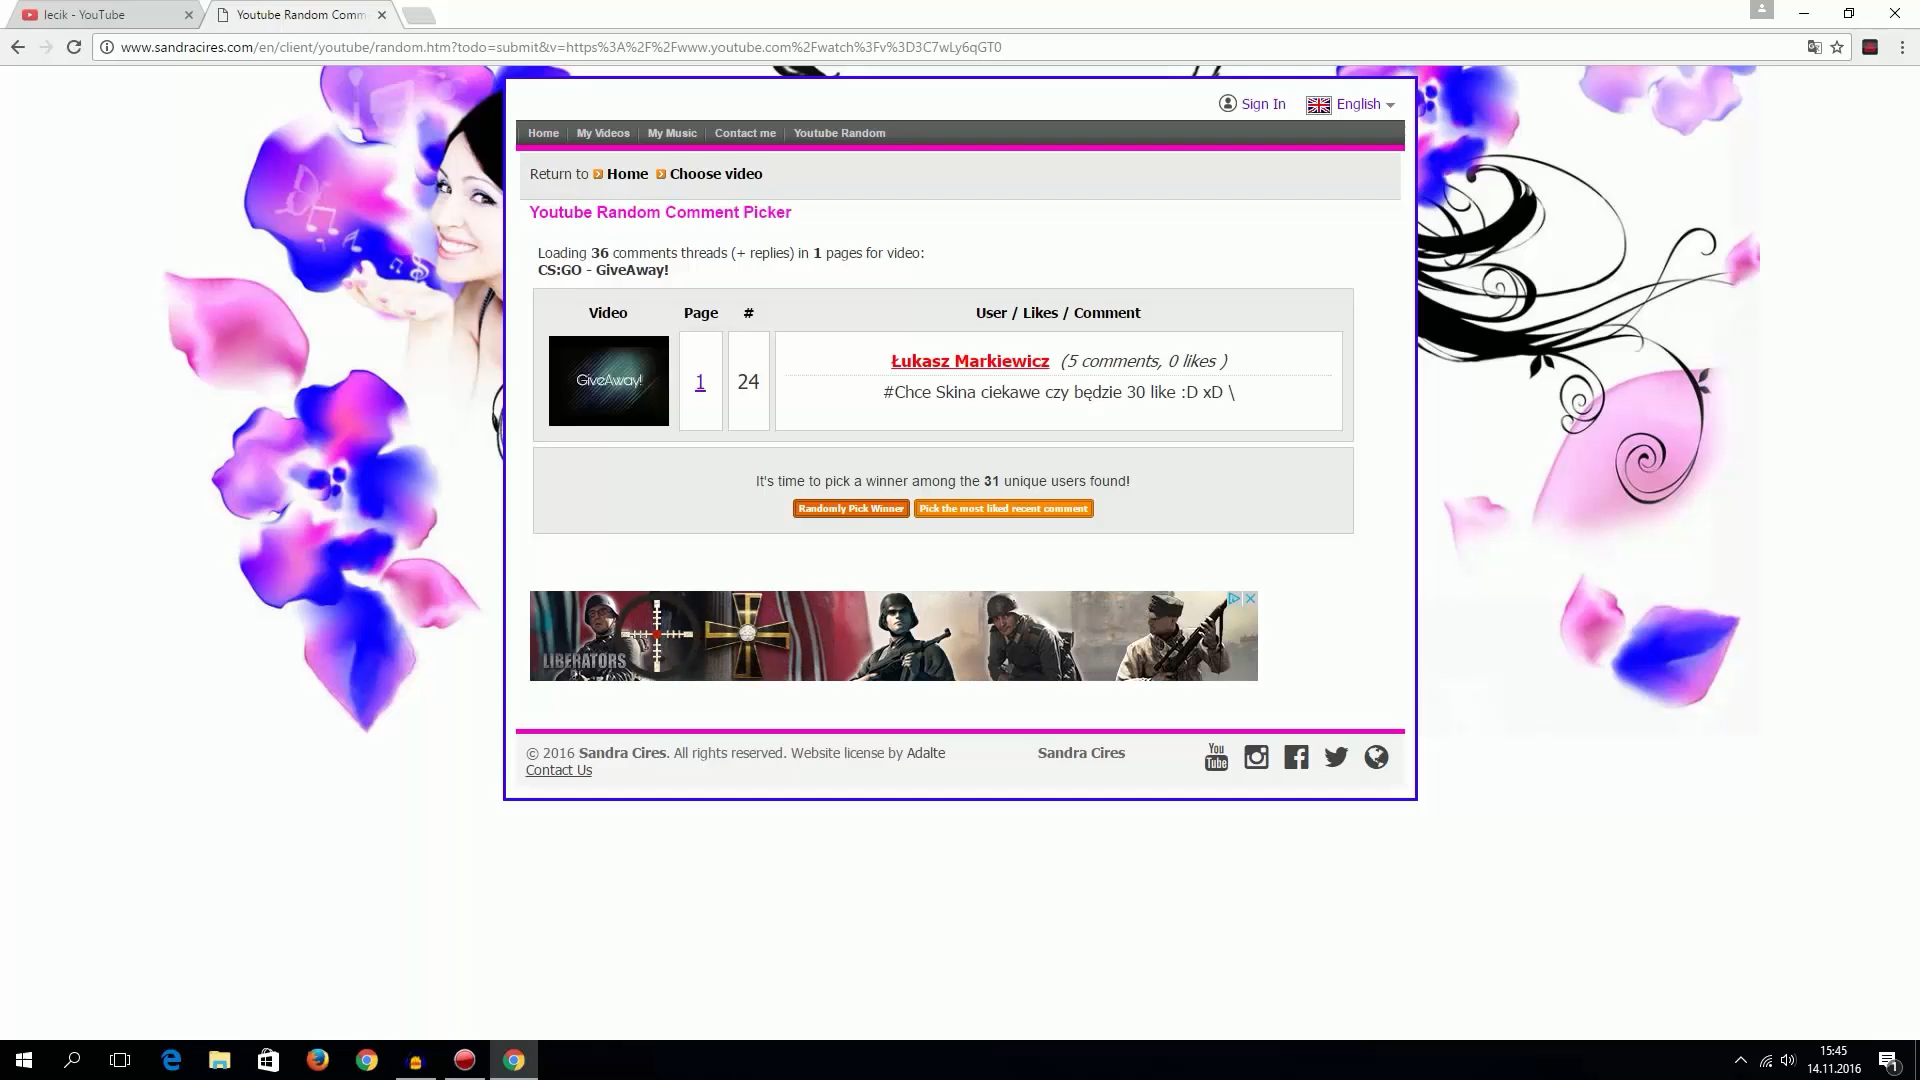 lecik - YouTube
Youtube Random Comm
www.sandracires.com/en/client/youtube/random.htm?todo=submit&v=https%3A%2F%2Fwww.youtube.com%2Fwatch%3Fv%3D3C7wLy6qGT0
Sign In English
Home My Videos My Music Contact me Youtube Random
Return to Home Choose video
Youtube Random Comment Picker
Loading 36 comments threads (+ replies) in 1 pages for video:
CS:GO - GiveAway!
Video Page # User / Likes / Comment
GiveAway!
1
24
Łukasz Markiewicz (5 comments, 0 likes )
#Chce Skina ciekawe czy będzie 30 like :D xD \
It's time to pick a winner among the 31 unique users found!
Randomly Pick Winner Pick the most liked recent comment
LIBERATORS
© 2016 Sandra Cires. All rights reserved. Website license by Adalte
Contact Us
Sandra Cires
You
Tube
15:45
14.11.2016
1